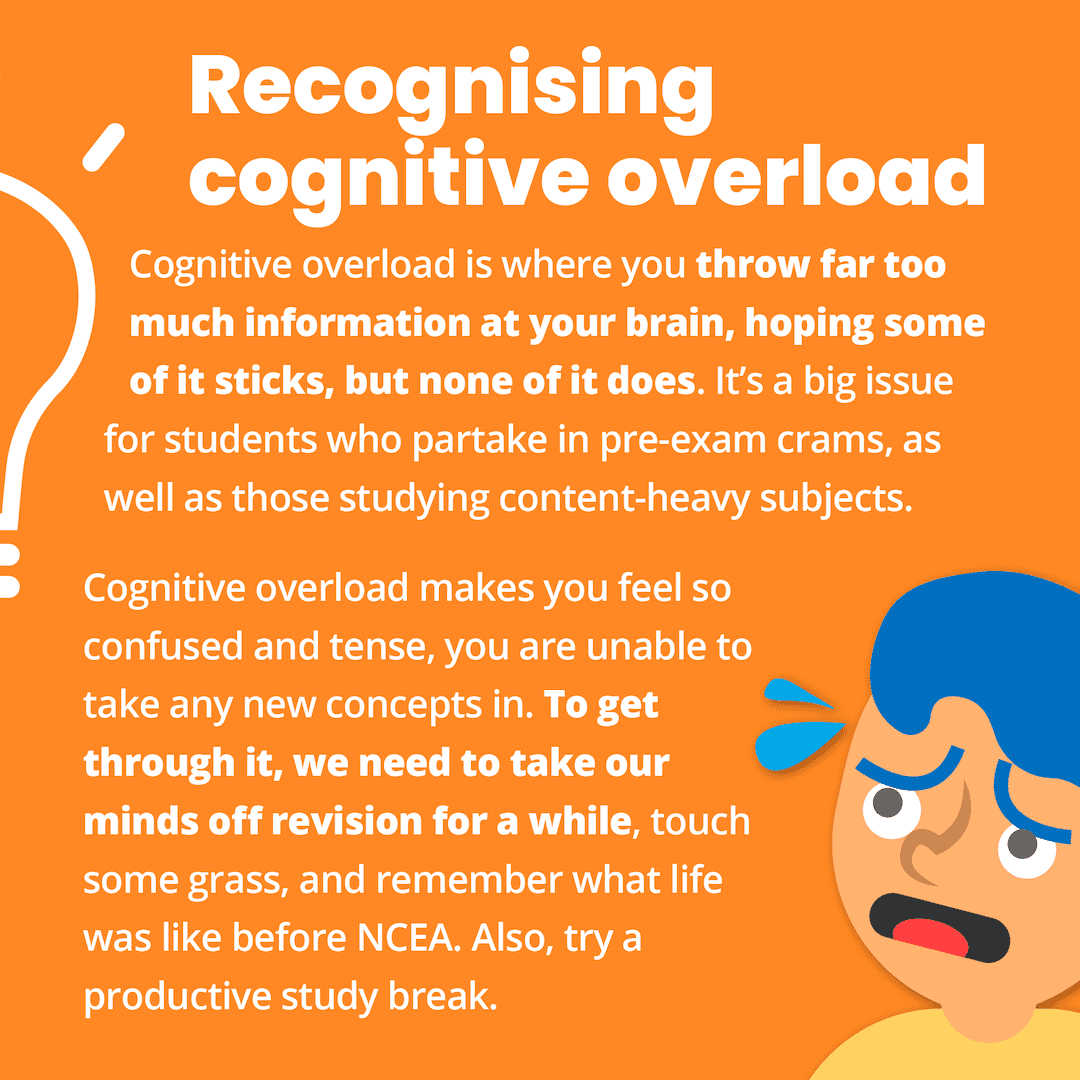 Recognising
cognitive overload
Cognitive overload is where you throw far too
much information at your brain, hoping some
of it sticks, but none of it does. It’s a big issue
for students who partake in pre-exam crams, as
well as those studying content-heavy subjects.
Cognitive overload makes you feel so
confused and tense, you are unable to
take any new concepts in. To get
through it, we need to take our
minds off revision for a while, touch
some grass, and remember what life
was like before NCEA. Also, try a
productive study break.